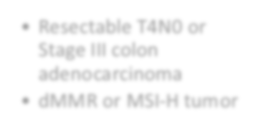 • Resectable T4N0 or
Stage III colon
adenocarcinoma
• dMMR or MSI-H tumor